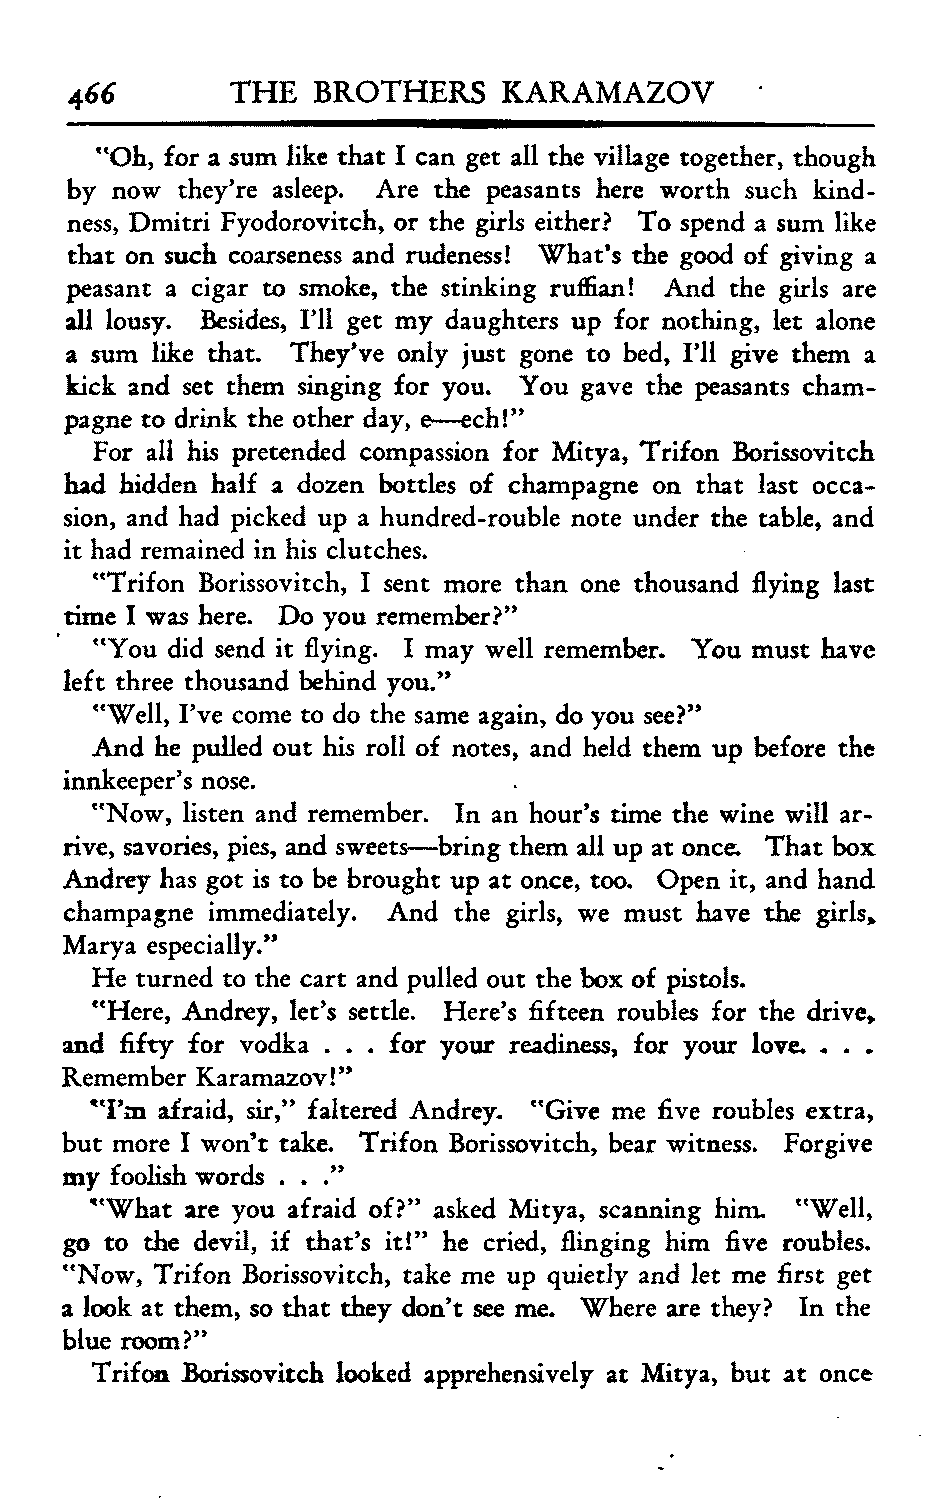 466 THE BROTHERS KARAMAZOV
"Oh, for a sum like that I can get all the village together, though
by now they're asleep. Are the peasants here worth such kind-
ness, Dmitri Fyodorovitch, or the girls either? To spend a sum like
that on such coarseness and rudeness! What's the good of giving a
peasant a cigar to smoke, the stinking ruffian! And the girls are
all lousy. Besides, I'll get my daughters up for nothing, let alone
a sum like that. They've only just gone to bed, I'll give them a
kick and set them singing for you. You gave the peasants cham-
pagne to drink the other day, e—ech!"
For all his pretended compassion for Mitya, Trifon Borissovitch
had hidden half a dozen bottles of champagne on that last occa-
sion, and had picked up a hundred-rouble note under the table, and
it had remained in his clutches.
"Trifon Borissovitch, I sent more than one thousand flying last
time I was here. Do you remember?"
"You did send it flying. I may well remember. You must have
left three thousand behind you."
"Well, I've come to do the same again, do you see?"
And he pulled out his roll of notes, and held them up before the
innkeeper's nose.
"Now, listen and remember. In an hour's time the wine will ar-
rive, savories, pies, and sweets—bring them all up at once. That box
Andrey has got is to be brought up at once, too. Open it, and hand
champagne immediately. And the girls, we must have the girls,
Marya especially."
He turned to the cart and pulled out the box of pistols.
"Here, Andrey, let's settle. Here's fifteen roubles for the drive,
and fifty for vodka . . . for your readiness, for your love. . . .
Remember Karamazov!"
"I'm afraid, sir," faltered Andrey. "Give me five roubles extra,
but more I won't take. Trifon Borissovitch, bear witness. Forgive
my foolish words . . ."
"What are you afraid of?" asked Mitya, scanning him. "Well,
go to the devil, if that's it!" he cried, flinging him five roubles.
"Now, Trifon Borissovitch, take me up quietly and let me first get
a look at them, so that they don't see me. Where are they? In the
blue room?"
Trifon Borissovitch looked apprehensively at Mitya, but at once